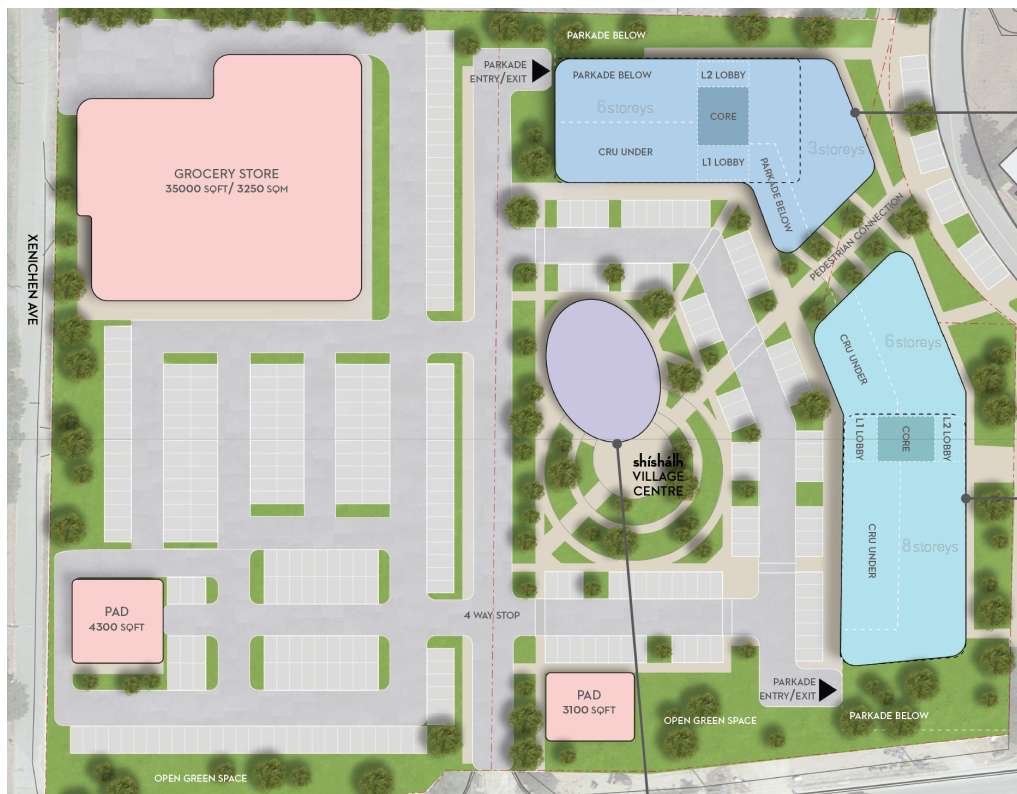 PARKADE BELOW
PARKADE
ENTRY/EXIT
PARKADE BELOW
L2 LOBBY
6storeys
CORE
CRU UNDER
L1 LOBBY
3storeys
PARKADE BELOW
GROCERY STORE
35000 SQFT/ 3250 SQM
PEDESTRIAN CONNECTION
XENICHEN AVE
6storeys
CRU UNDER
L1 LOBBY
CORE
L2 LOBBY
shíshálh
VILLAGE
CENTRE
CRU UNDER
8storeys
PAD
4300 SQFT
4 WAY STOP
PARKADE
ENTRY/EXIT
PAD
3100 SQFT
OPEN GREEN SPACE
PARKADE BELOW
OPEN GREEN SPACE